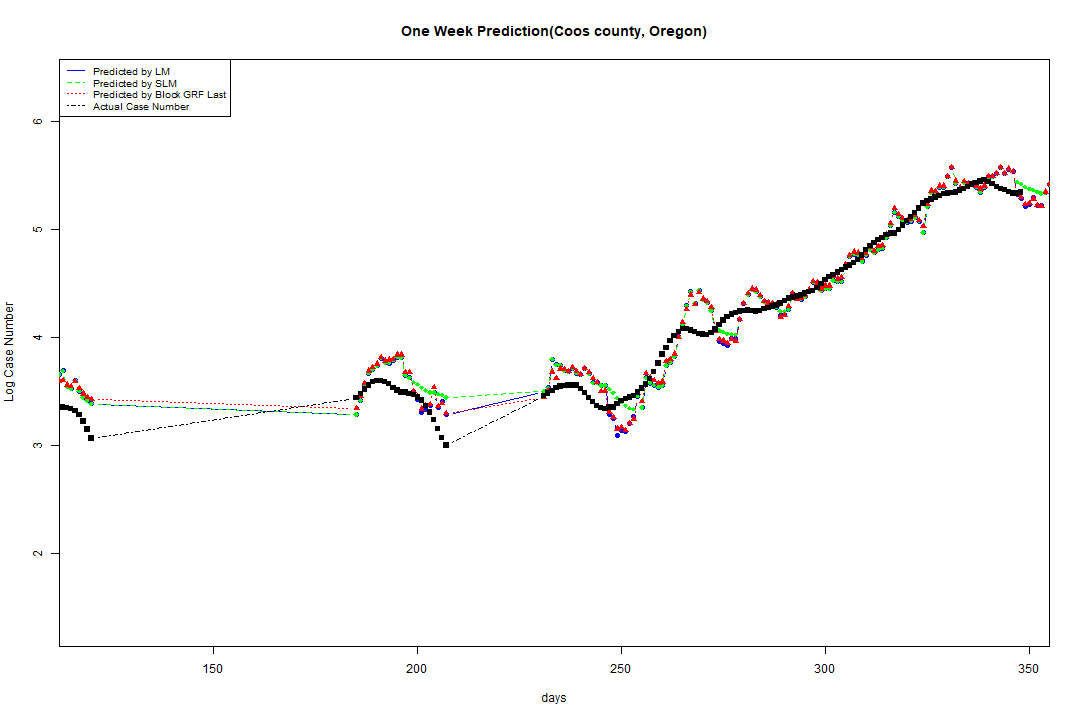 One Week Prediction(Coos county, Oregon)
Predicted by LM
Predicted by SLM
Predicted by Block GRF Last
Actual Case Number
6
5
4
3
2
Log Case Number
150 200 250 300 350
days